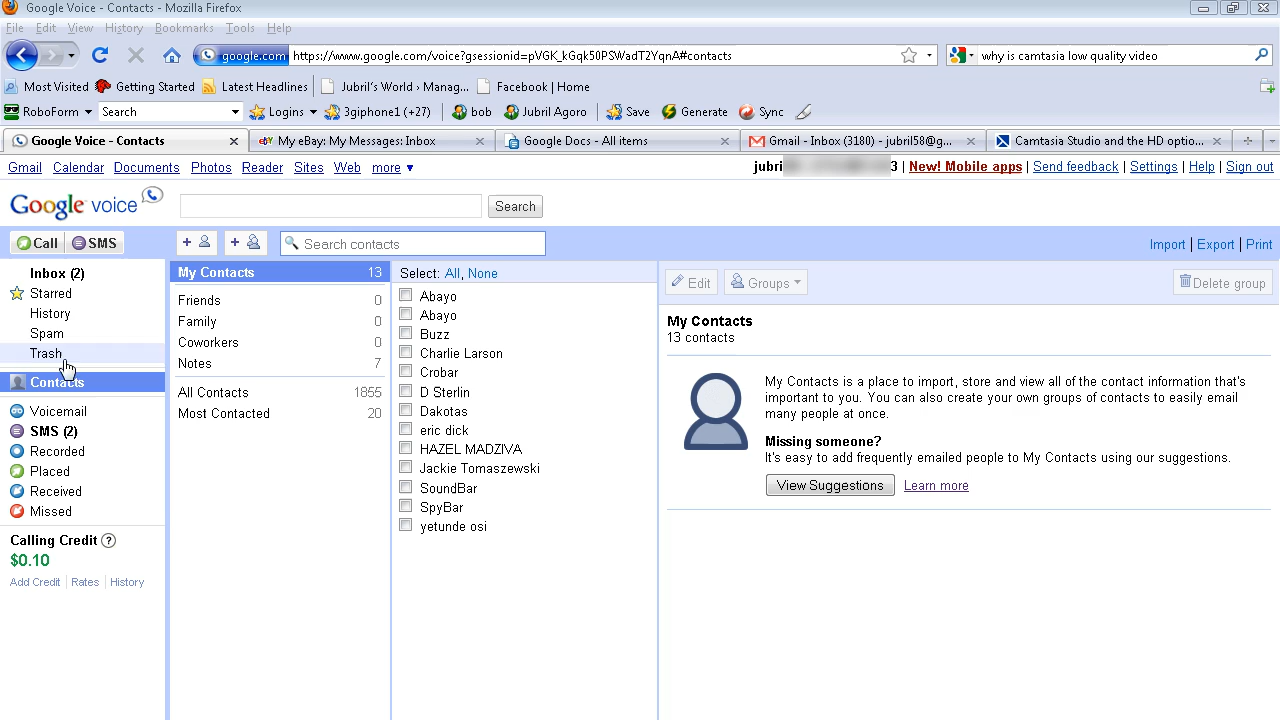 Google Voice - Contacts - Mozilla Firefox
File Edit View History Bookmarks Tools Help
google.com https://www.google.com/voice?gsessionid=pVGK_kGqk50PSWadT2YqnA#contacts why is camtasia low quality video
Most Visited Getting Started Latest Headlines Jubril's World › Manag... Facebook | Home
RoboForm Search Logins 3giphone1 (+27) bob Jubril Agoro Save Generate Sync
Google Voice - Contacts My eBay: My Messages: Inbox Google Docs - All items Gmail - Inbox (3180) - jubril58@g... Camtasia Studio and the HD optio...
Gmail Calendar Documents Photos Reader Sites Web more ▼ jubri 3 | New! Mobile apps | Send feedback | Settings | Help | Sign out
Google voice Search
Call SMS + + Search contacts Import | Export | Print
Inbox (2)
Starred
History
Spam
Trash
Contacts
Voicemail
SMS (2)
Recorded
Placed
Received
Missed
Calling Credit ?
$0.10
Add Credit | Rates | History
My Contacts 13
Friends 0
Family 0
Coworkers 0
Notes 7
All Contacts 1855
Most Contacted 20
Select: All, None
Abayo
Abayo
Buzz
Charlie Larson
Crobar
D Sterlin
Dakotas
eric dick
HAZEL MADZIVA
Jackie Tomaszewski
SoundBar
SpyBar
yetunde osi
Edit Groups Delete group
My Contacts
13 contacts
My Contacts is a place to import, store and view all of the contact infomation that's
important to you. You can also create your own groups of contacts to easily email
many people at once.
Missing someone?
It's easy to add frequently emailed people to My Contacts using our suggestions.
View Suggestions Learn more